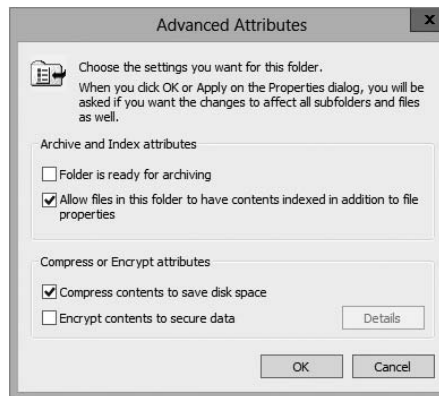 Advanced Attributes
x
Choose the settings you want for this folder.
When you click OK or Apply on the Properties dialog, you will be
asked if you want the changes to affect all subfolders and files
as well.
Archive and Index attributes
Folder is ready for archiving
Allow files in this folder to have contents indexed in addition to file
properties
Compress or Encrypt attributes
Compress contents to save disk space
Encrypt contents to secure data
Details
OK
Cancel